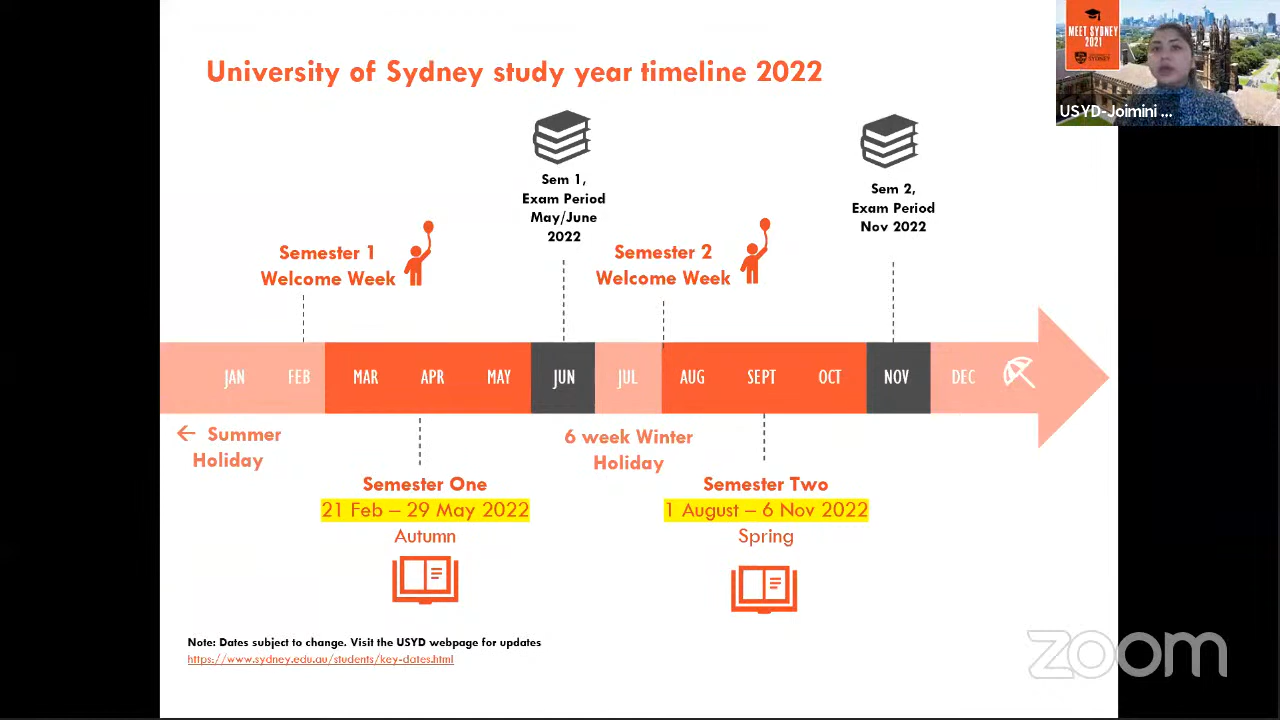 University of Sydney study year timeline 2022
MEET SYDNEY
2021
SYDNEY
USYD-Joimini ...
Sem 1,
Exam Period
May/June
2022
Sem 2,
Exam Period
Nov 2022
Semester 1
Welcome Week
Semester 2
Welcome Week
JAN FEB MAR APR MAY JUN JUL AUG SEPT OCT NOV DEC
← Summer
Holiday
6 week Winter
Holiday
Semester One
21 Feb – 29 May 2022
Autumn
Semester Two
1 August – 6 Nov 2022
Spring
Note: Dates subject to change. Visit the USYD webpage for updates
https://www.sydney.edu.au/students/key-dates.html
zoom